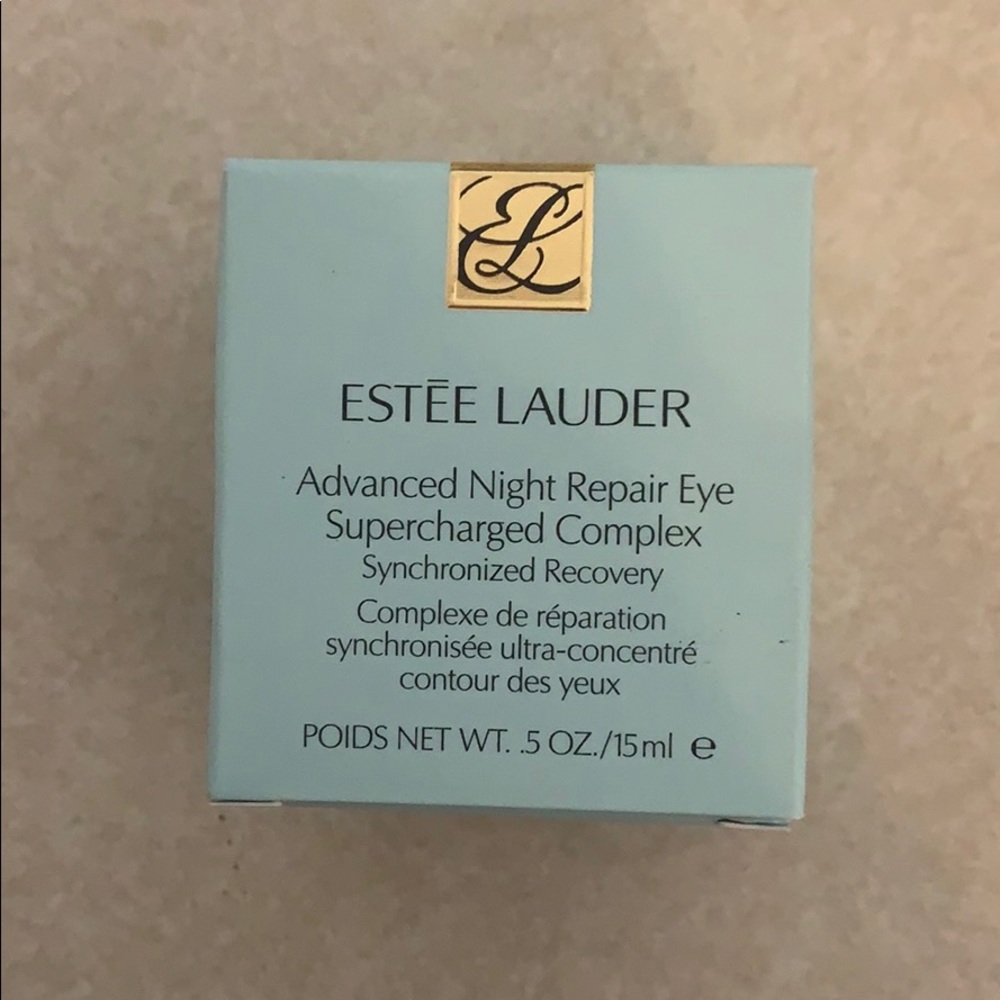 EL
ESTĒE LAUDER
Advanced Night Repair Eye
Supercharged Complex
Synchronized Recovery
Complexe de réparation
synchronisée ultra-concentré
contour des yeux
POIDS NET WT. .5 OZ./15ml ℮